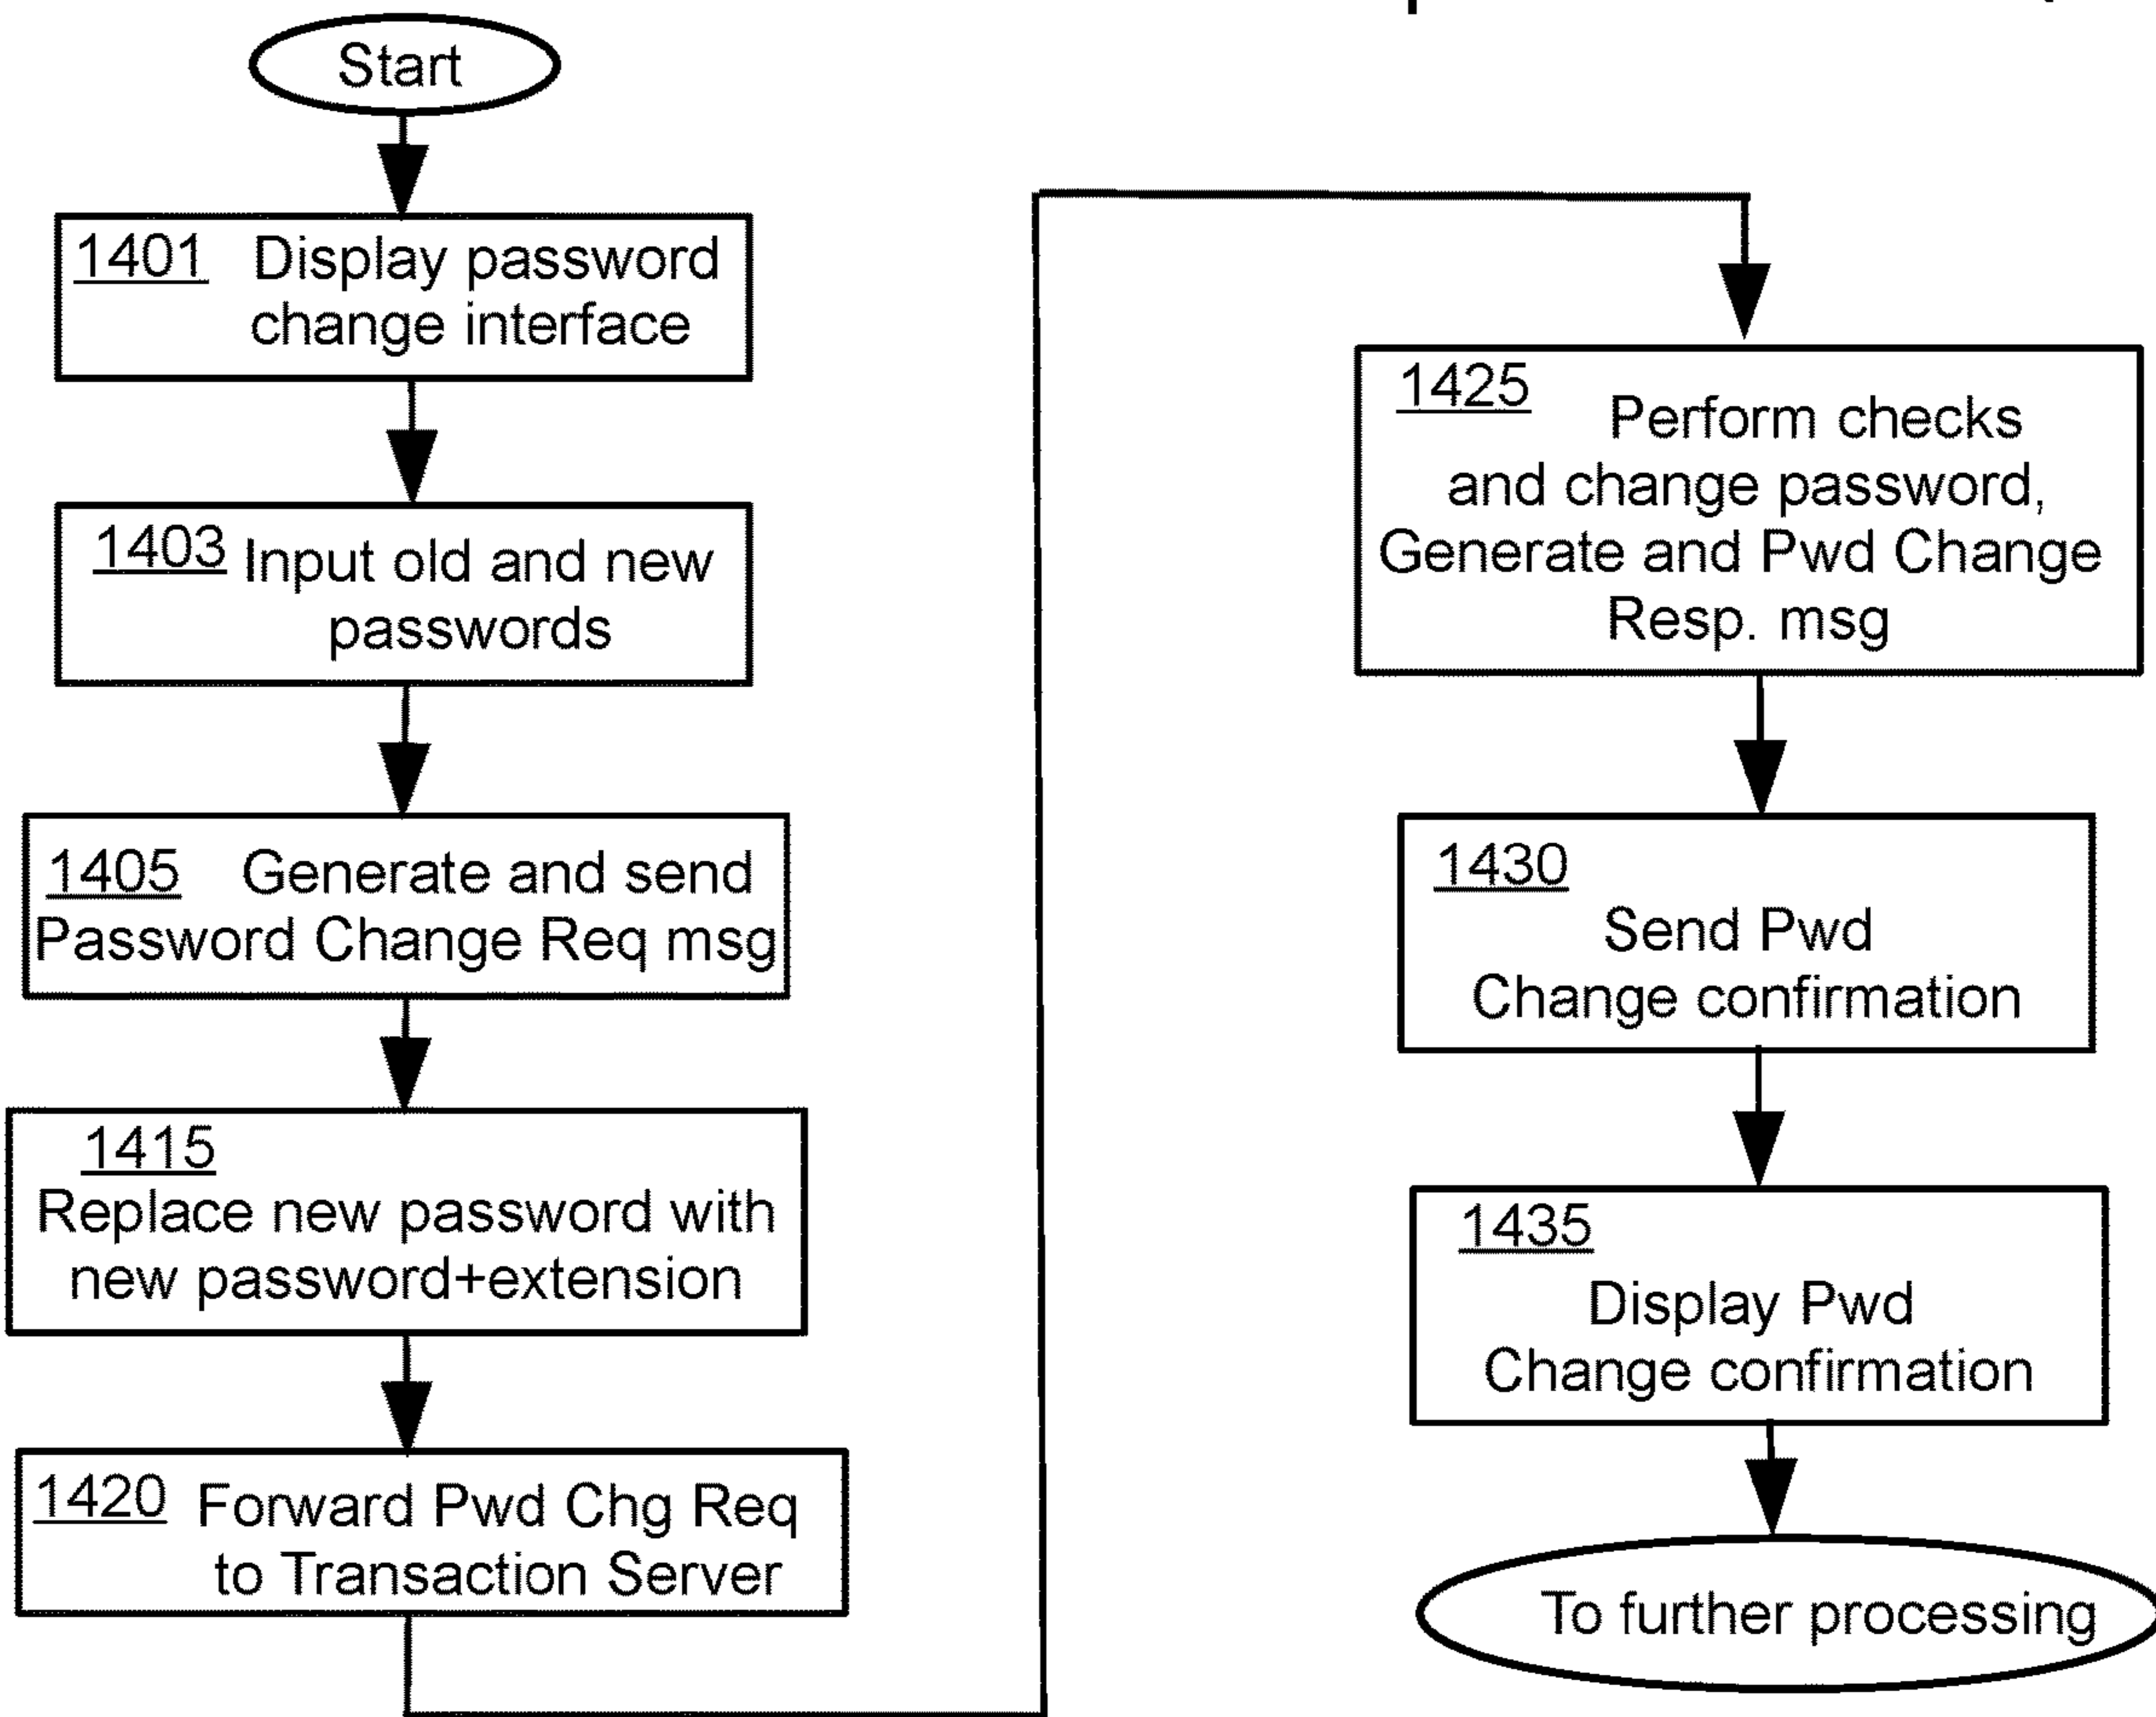 Start
1401 Display password
change interface
1403 Input old and new
passwords
1405 Generate and send
Password Change Req msg
1415
Replace new password with
new password+extension
1420 Forward Pwd Chg Req
to Transaction Server
1425 Perform checks
and change password,
Generate and Pwd Change
Resp. msg
1430
Send Pwd
Change confirmation
1435
Display Pwd
Change confirmation
To further processing